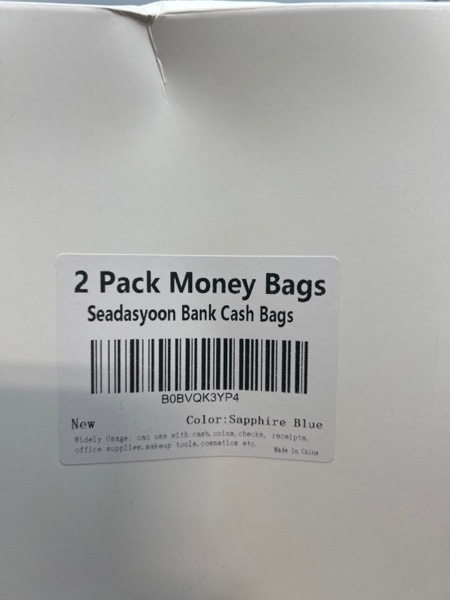 2 Pack Money Bags
Seadasyoon Bank Cash Bags
B0BVQK3YP4
New Color:Sapphire Blue
Widely Usage: can use with cash,coins,checks, receipts,
office supplies,makeup tools,cosmetics etc. Made in China